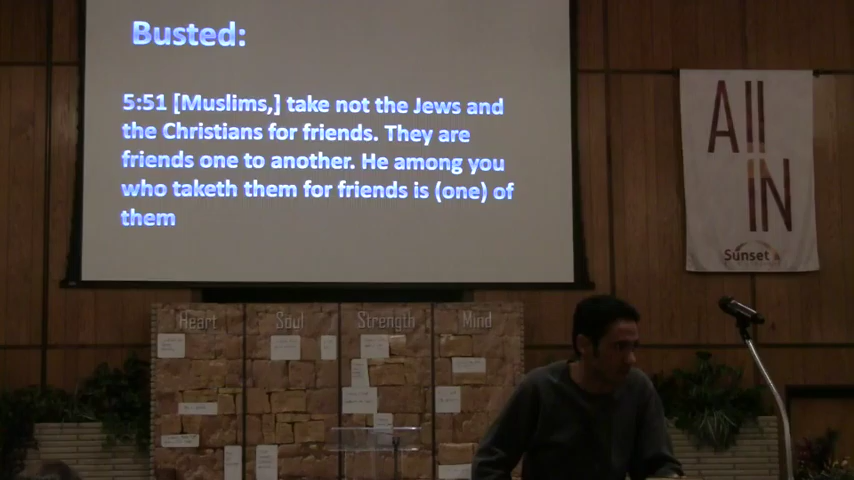 Busted:
5:51 [Muslims,] take not the Jews and
the Christians for friends. They are
friends one to another. He among you
who taketh them for friends is (one) of
them
All
IN
Sunset
Heart Soul Strength Mind